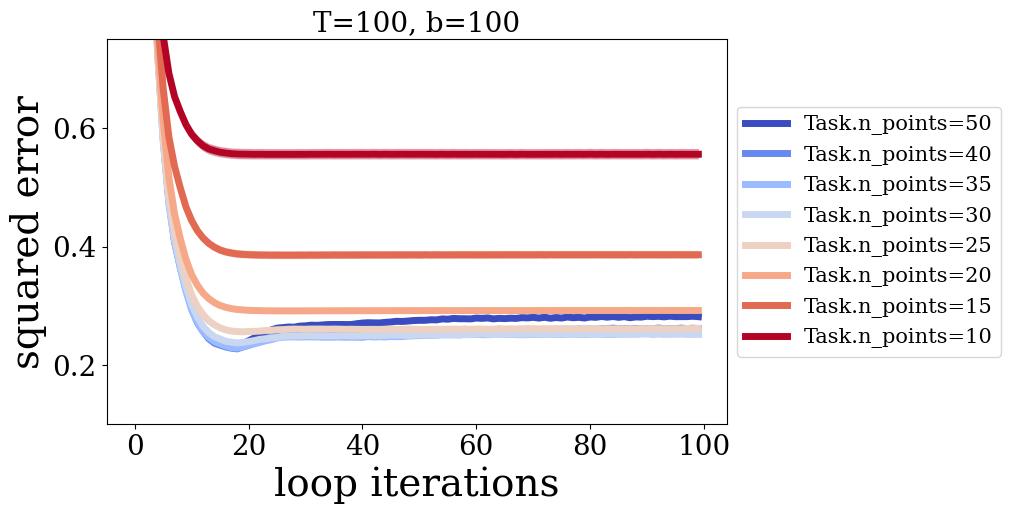 T=100, b=100
squared error
0.6
0.4
0.2
0 20 40 60 80 100
loop iterations
Task.n_points=50
Task.n_points=40
Task.n_points=35
Task.n_points=30
Task.n_points=25
Task.n_points=20
Task.n_points=15
Task.n_points=10